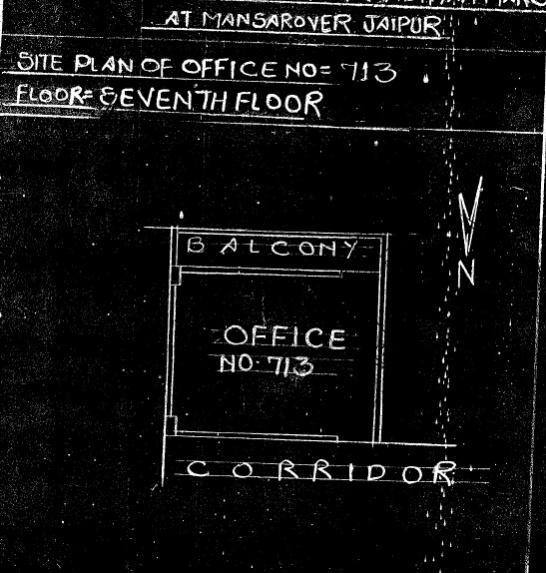 AT MANSAROVER JAIPUR
SITE PLAN OF OFFICE NO= 713
FLOOR= SEVENTH FLOOR
BALCONY
N
OFFICE
NO. 713
CORRIDOR